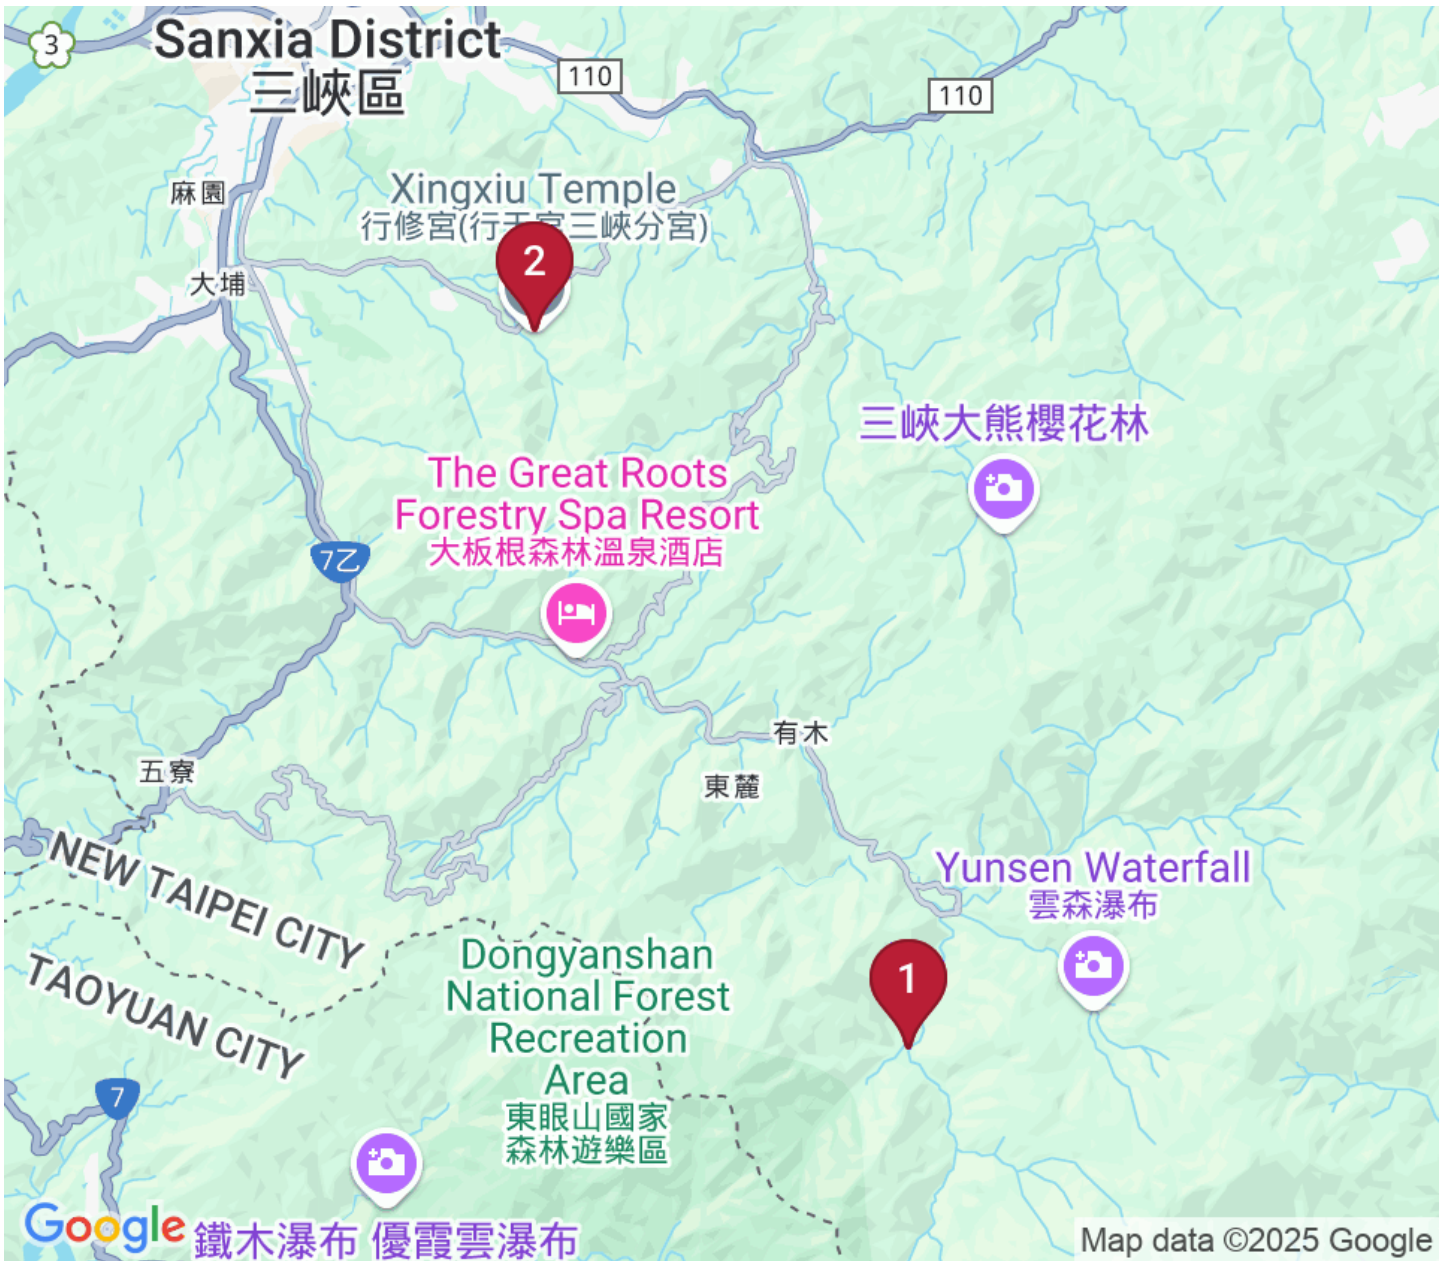 3
Sanxia District
三峽區
110
110
麻園
Xingxiu Temple
行修宮(行天宮三峽分宮)
2
大埔
三峽大熊櫻花林
The Great Roots
Forestry Spa Resort
大板根森林溫泉酒店
7乙
有木
東麓
五寮
NEW TAIPEI CITY
TAOYUAN CITY
Yunsen Waterfall
雲森瀑布
1
Dongyanshan
National Forest
Recreation
Area
東眼山國家
森林遊樂區
7
Google
鐵木瀑布 優霞雲瀑布
Map data ©2025 Google